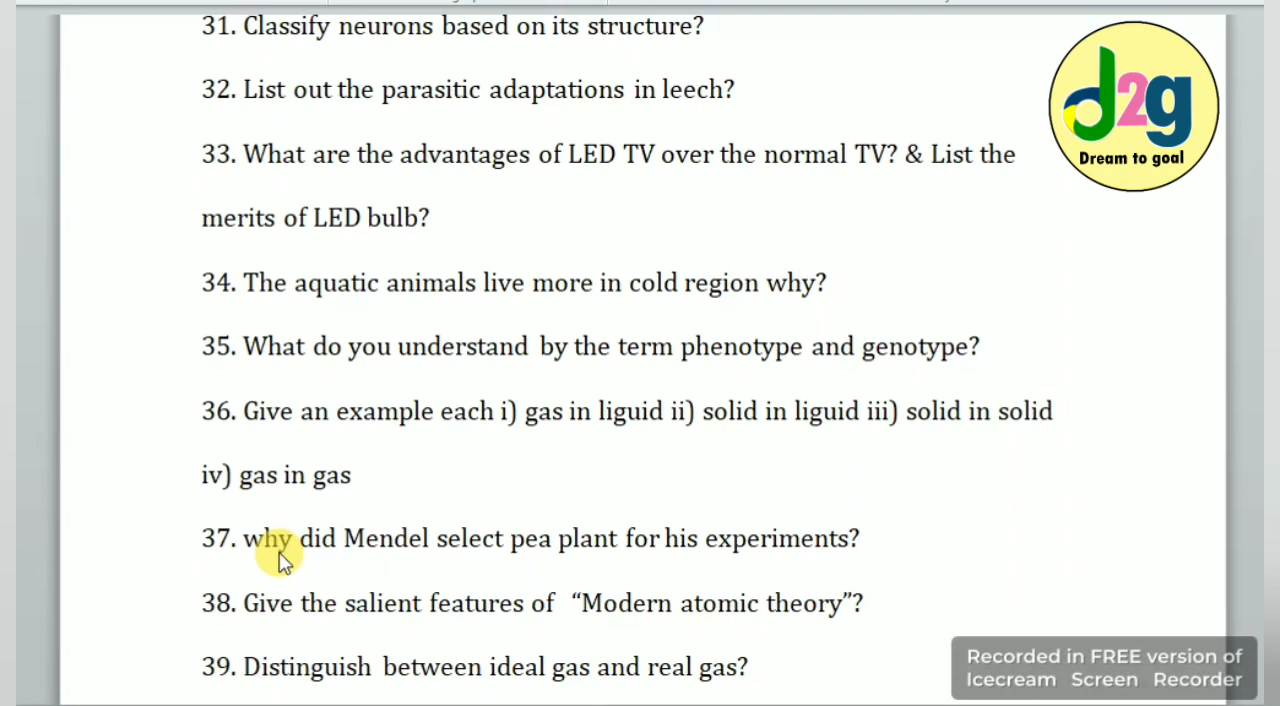 31. Classify neurons based on its structure?
32. List out the parasitic adaptations in leech?
33. What are the advantages of LED TV over the normal TV? & List the
merits of LED bulb?
34. The aquatic animals live more in cold region why?
35. What do you understand by the term phenotype and genotype?
36. Give an example each i) gas in liguid ii) solid in liguid iii) solid in solid
iv) gas in gas
37. why did Mendel select pea plant for his experiments?
38. Give the salient features of “Modern atomic theory”?
39. Distinguish between ideal gas and real gas?
d2g
Dream to goal
Recorded in FREE version of
Icecream Screen Recorder